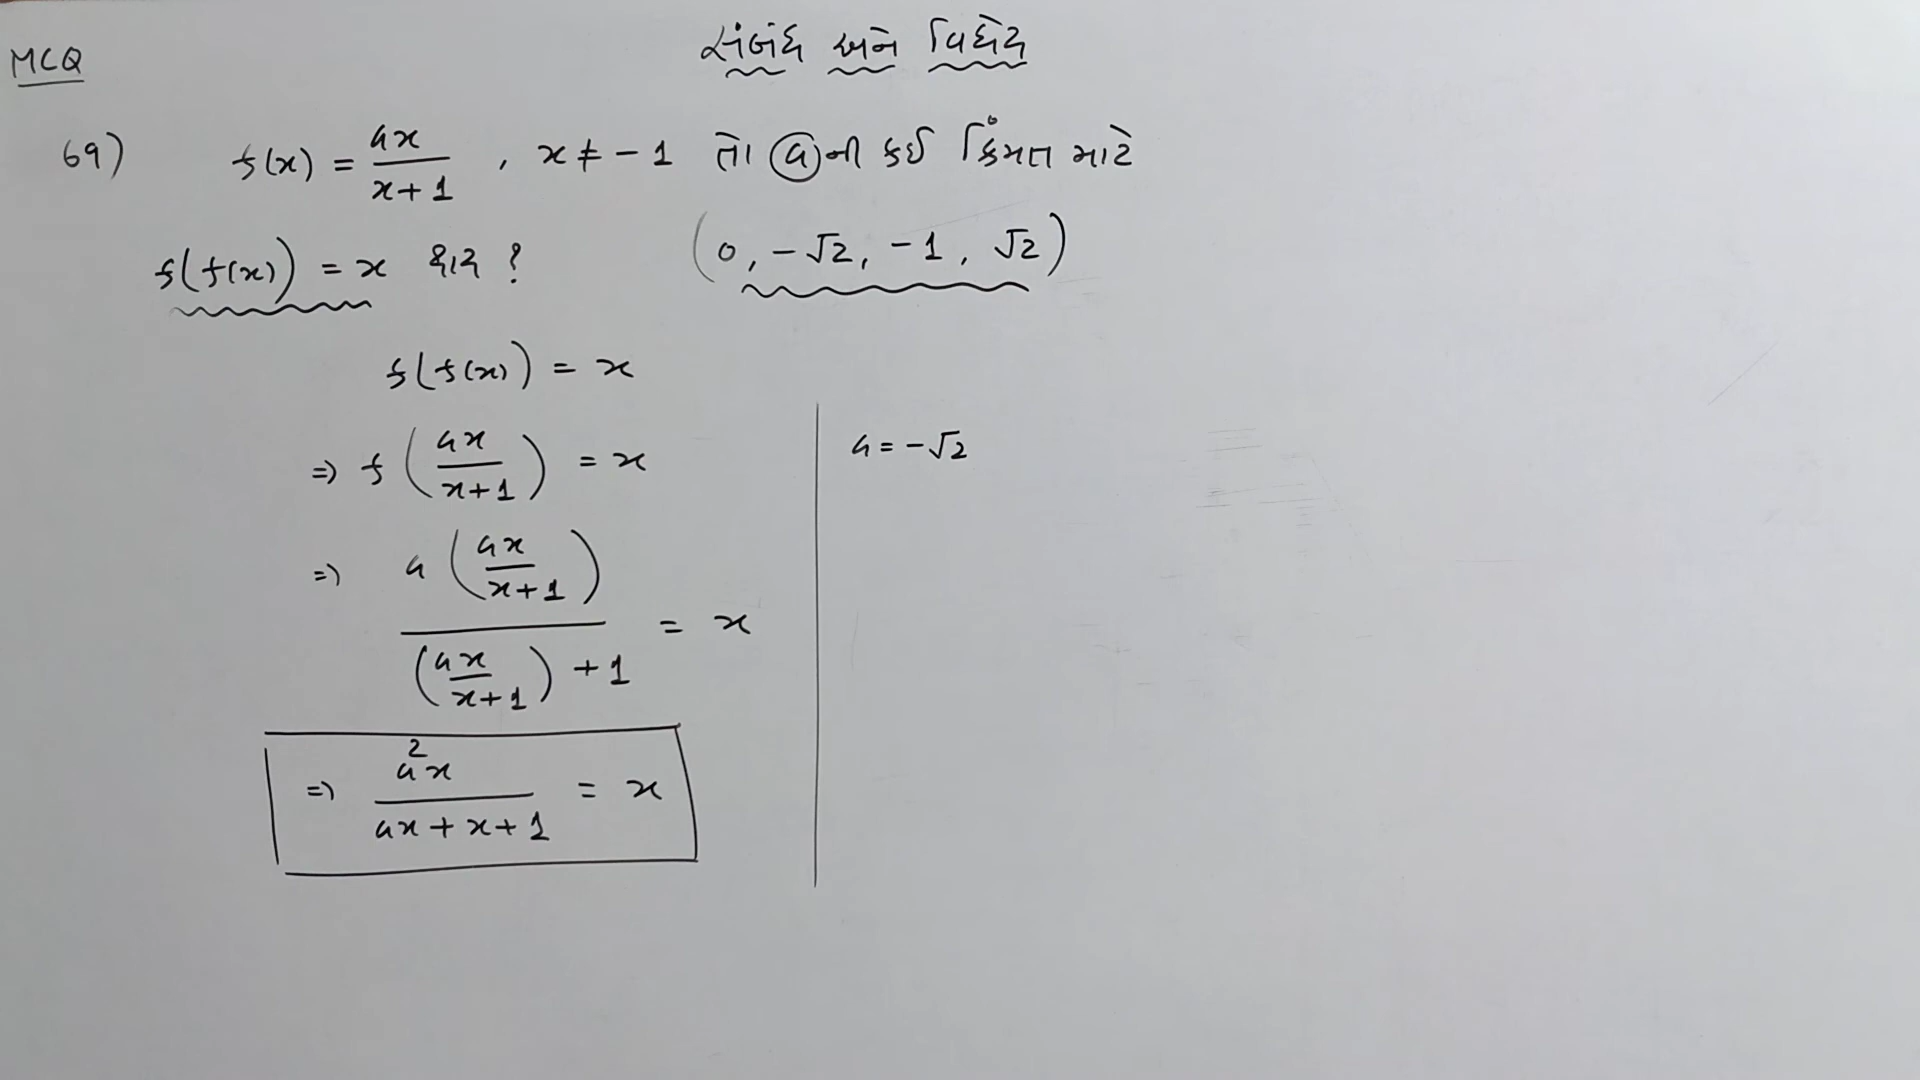 MCQ
સંબંધ અને વિધેય
69) f(x) = ax/(x+1) , x ≠ -1 તો a ની કઈ કિંમત માટે
f(f(x)) = x થાય ? (0, -√2, -1, √2)
f(f(x)) = x
⇒ f(ax/(x+1)) = x
⇒ a(ax/(x+1)) / ((ax/(x+1)) + 1) = x
⇒ a²x/(ax+x+1) = x
a = -√2